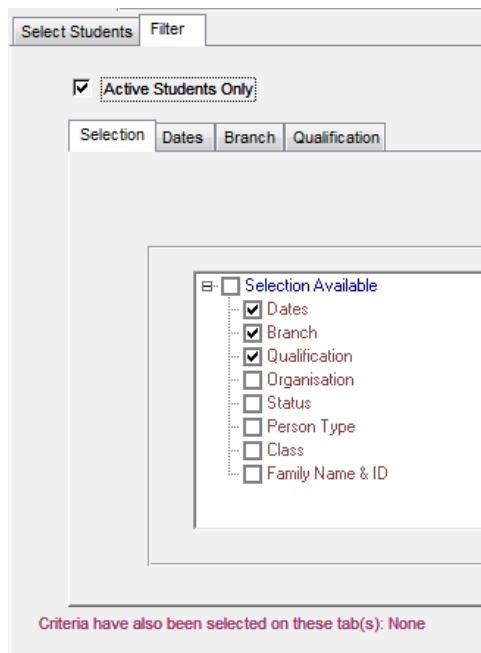 Select Students Filter
Active Students Only
Selection Dates Branch Qualification
Selection Available
Dates
Branch
Qualification
Organisation
Status
Person Type
Class
Family Name & ID
Criteria have also been selected on these tab(s): None